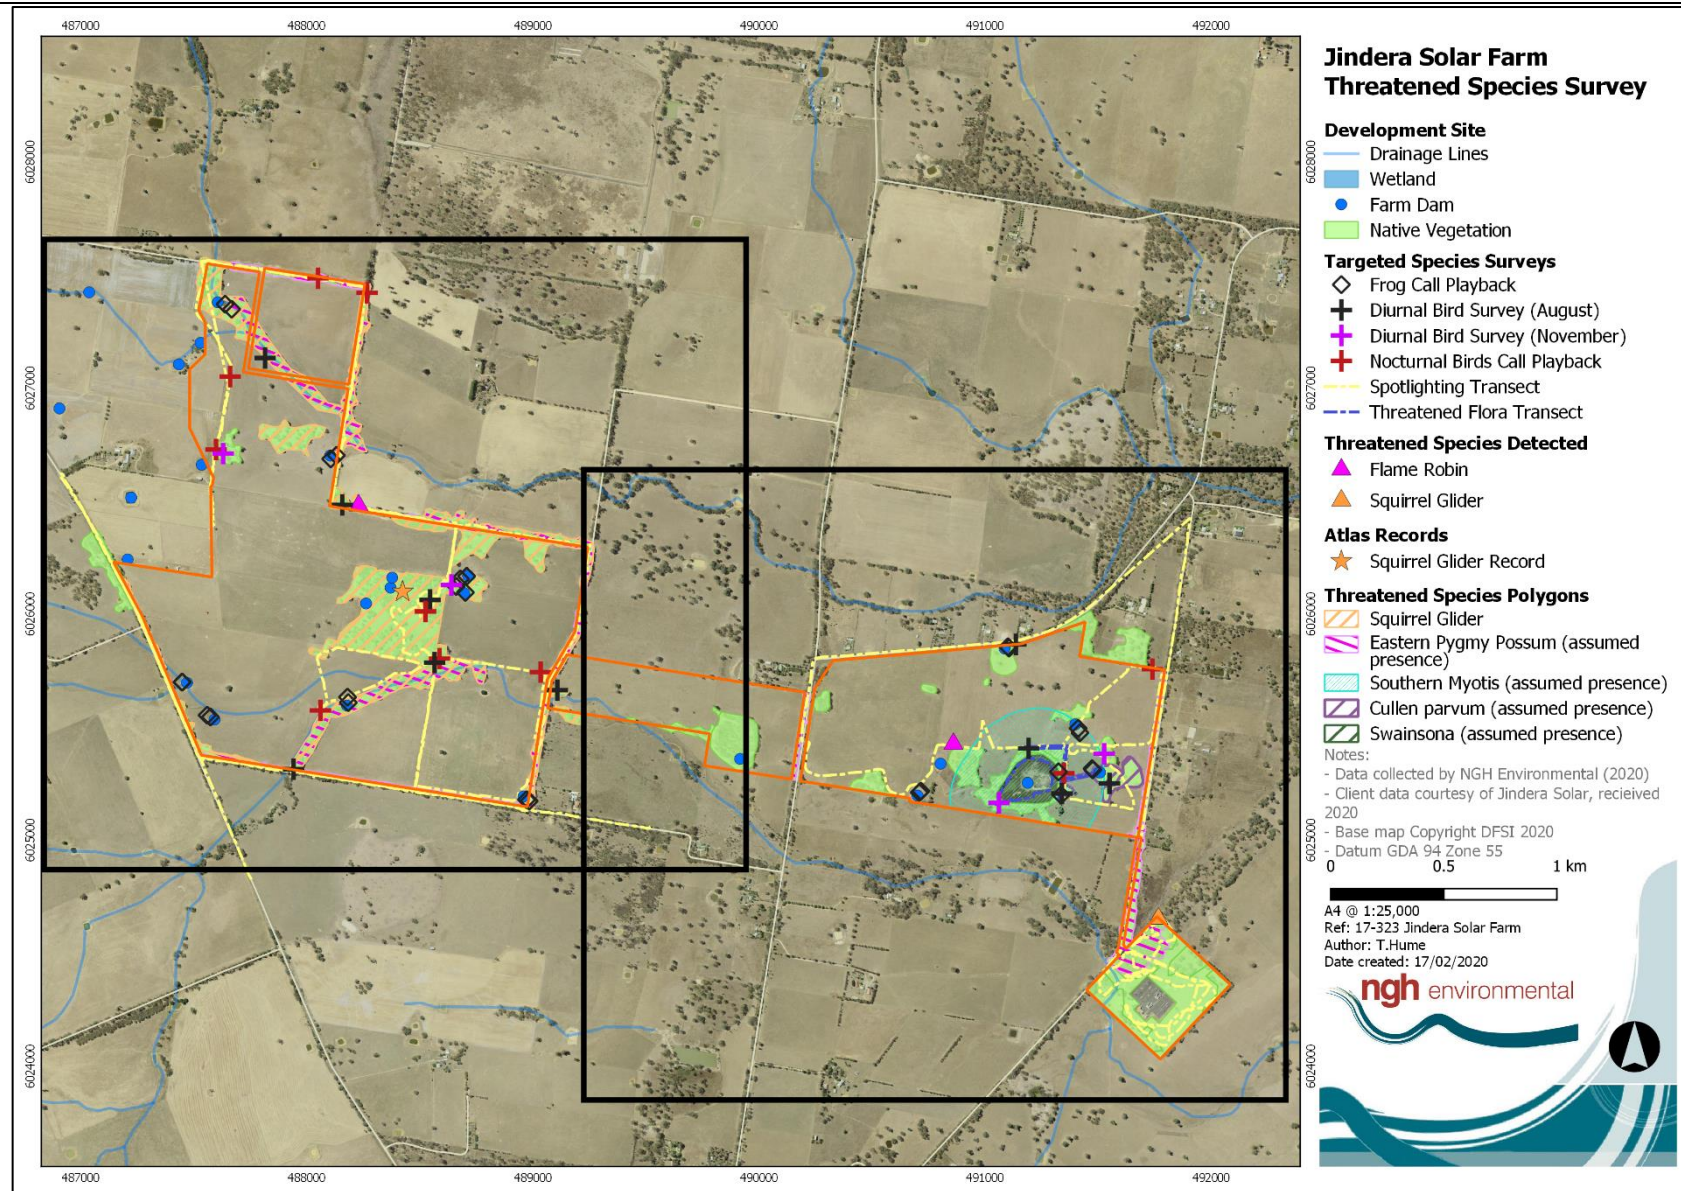 487000 488000 489000 490000 491000 492000
Jindera Solar Farm
Threatened Species Survey
Development Site
Drainage Lines
Wetland
Farm Dam
Native Vegetation
Targeted Species Surveys
Frog Call Playback
Diurnal Bird Survey (August)
Diurnal Bird Survey (November)
Nocturnal Birds Call Playback
Spotlighting Transect
Threatened Flora Transect
Threatened Species Detected
Flame Robin
Squirrel Glider
Atlas Records
Squirrel Glider Record
Threatened Species Polygons
Squirrel Glider
Eastern Pygmy Possum (assumed
presence)
Southern Myotis (assumed presence)
Cullen parvum (assumed presence)
Swainsona (assumed presence)
Notes:
- Data collected by NGH Environmental (2020)
- Client data courtesy of Jindera Solar, recieived
2020
- Base map Copyright DFSI 2020
- Datum GDA 94 Zone 55
0 0.5 1 km
A4 @ 1:25,000
Ref: 17-323 Jindera Solar Farm
Author: T.Hume
Date created: 17/02/2020
ngh environmental
6028000 6028000
6027000 6027000
6026000 6026000
6025000 6025000
6024000 6024000
487000 488000 489000 490000 491000 492000